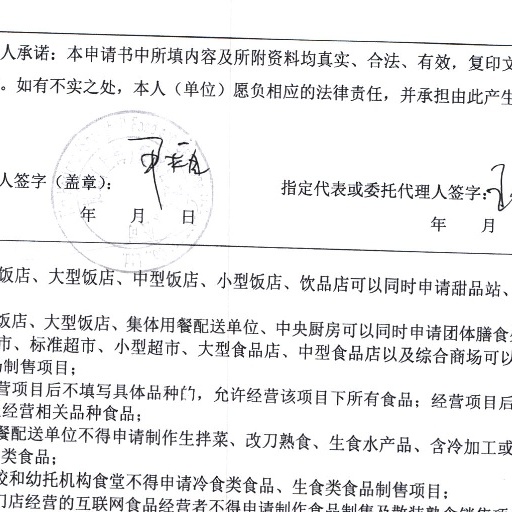 人承诺：本申请书中所填内容及所附资料均真实、合法、有效，复印文
。如有不实之处，本人（单位）愿负相应的法律责任，并承担由此产生
人签字（盖章）：
指定代表或委托代理人签字：
年 月 日
年 月
饭店、大型饭店、中型饭店、小型饭店、饮品店可以同时申请甜品站、
饭店、大型饭店、集体用餐配送单位、中央厨房可以同时申请团体膳食
市、标准超市、小型超市、大型食品店、中型食品店以及综合商场可以
制售项目；
营项目后不填写具体品种的，允许经营该项目下所有食品；经营项目后
经营相关品种食品；
餐配送单位不得申请制作生拌菜、改刀熟食、生食水产品、含冷加工或
类食品；
校和幼托机构食堂不得申请冷食类食品、生食类食品制售项目；
门店经营的互联网食品经营者不得申请制作食品制售及散装熟食销售项